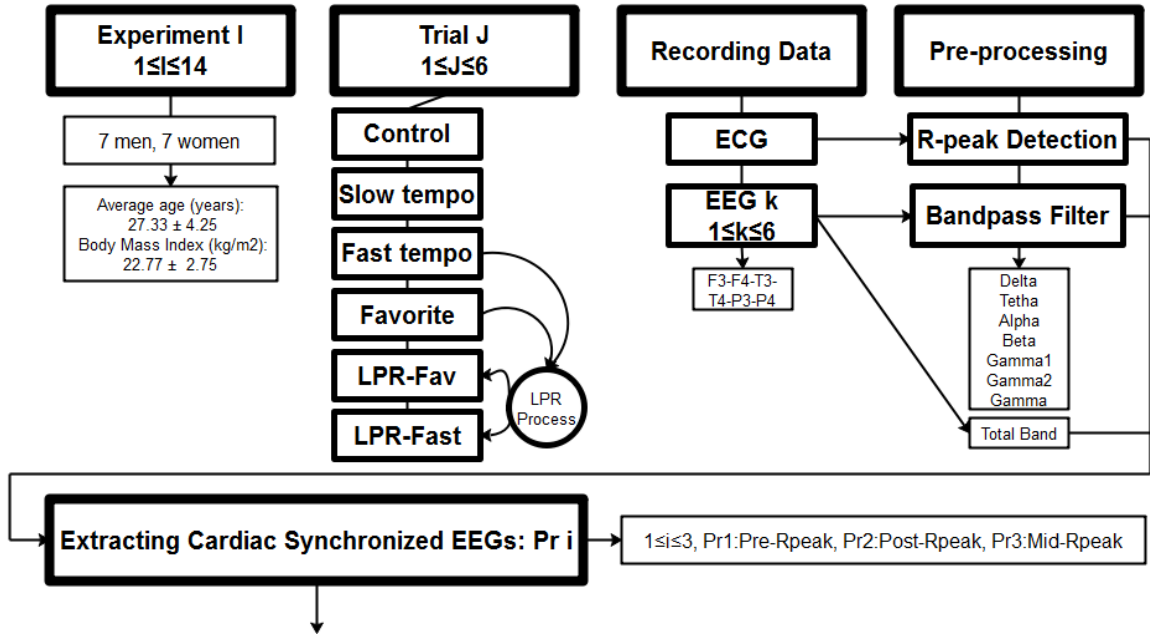 Experiment I
1≤I≤14
7 men, 7 women
Average age (years):
27.33 ± 4.25
Body Mass Index (kg/m2):
22.77 ± 2.75
Trial J
1≤J≤6
Control
Slow tempo
Fast tempo
Favorite
LPR-Fav
LPR-Fast
LPR
Process
Recording Data
ECG
EEG k
1≤k≤6
F3-F4-T3-
T4-P3-P4
Pre-processing
R-peak Detection
Bandpass Filter
Delta
Tetha
Alpha
Beta
Gamma1
Gamma2
Gamma
Total Band
Extracting Cardiac Synchronized EEGs: Pr i
1≤i≤3, Pr1:Pre-Rpeak, Pr2:Post-Rpeak, Pr3:Mid-Rpeak